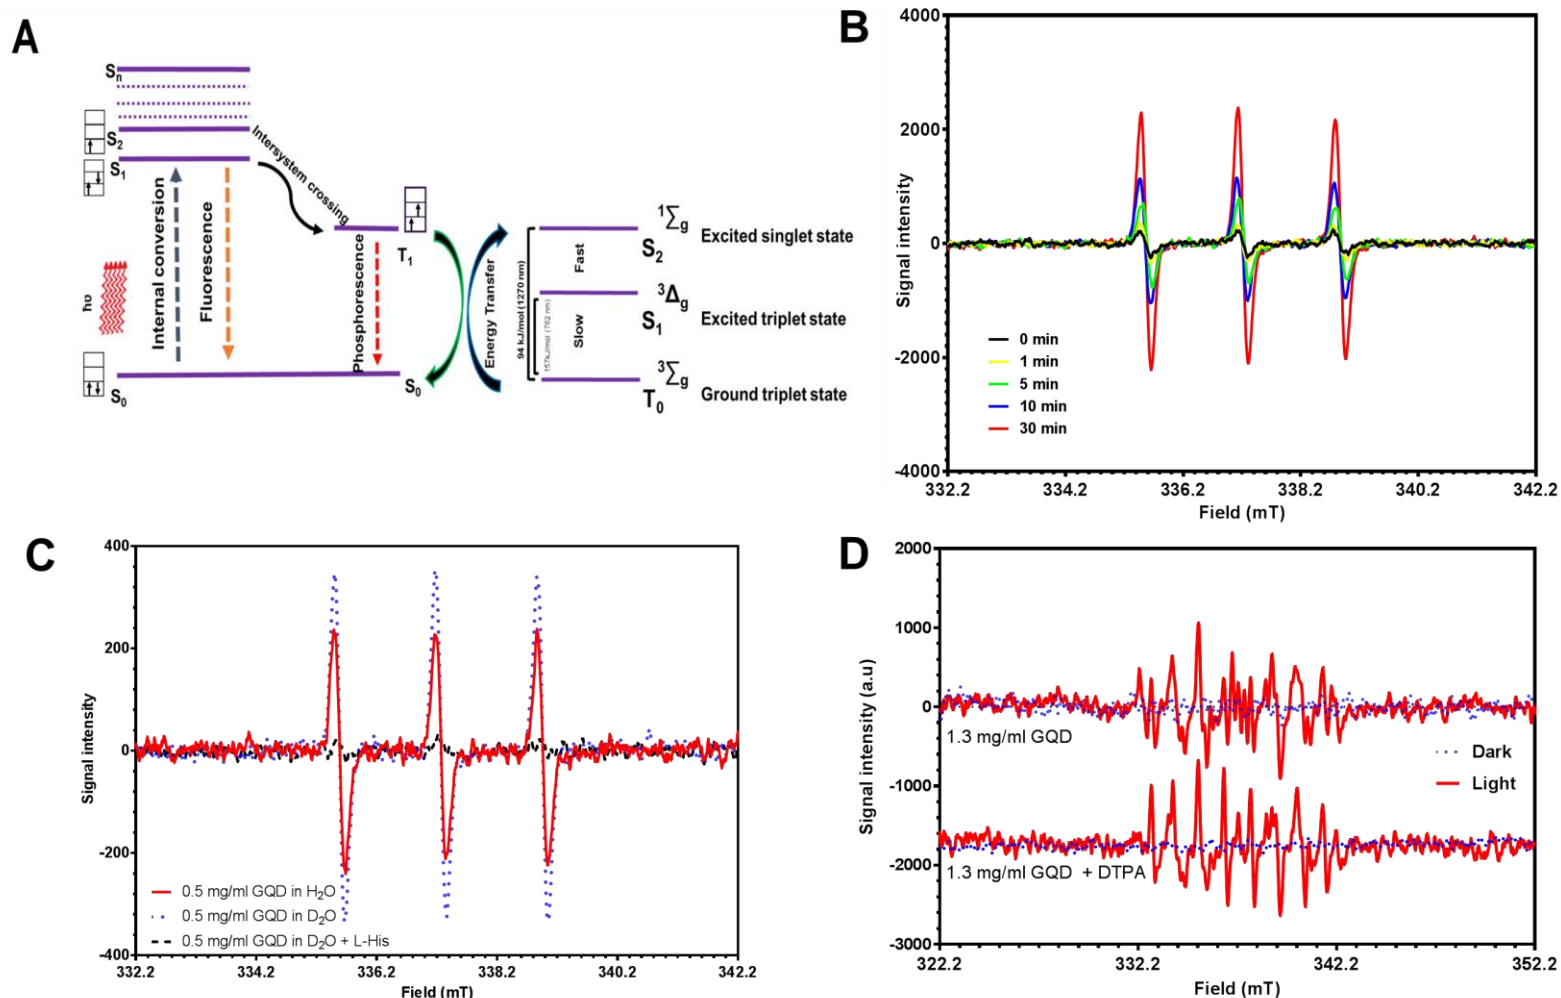 A
Sn
S2
S1
Intersystem crossing
Internal conversion
Fluorescence
Phosphorescence
hυ
T1
S0
S0
Energy Transfer
94 kJ/mol (1270 nm)
157kJ/mol (762 nm)
Fast
Slow
¹∑g
S2
Excited singlet state
³Δg
S1
Excited triplet state
³∑g
T0
Ground triplet state
B
4000
2000
0
-2000
-4000
Signal intensity
0 min
1 min
5 min
10 min
30 min
332.2 334.2 336.2 338.2 340.2 342.2
Field (mT)
C
400
200
0
-200
-400
Signal intensity
0.5 mg/ml GQD in H2O
0.5 mg/ml GQD in D2O
0.5 mg/ml GQD in D2O + L-His
332.2 334.2 336.2 338.2 340.2 342.2
Field (mT)
D
2000
1000
0
-1000
-2000
-3000
Signal intensity (a.u)
1.3 mg/ml GQD
Dark
Light
1.3 mg/ml GQD + DTPA
322.2 332.2 342.2 352.2
Field (mT)